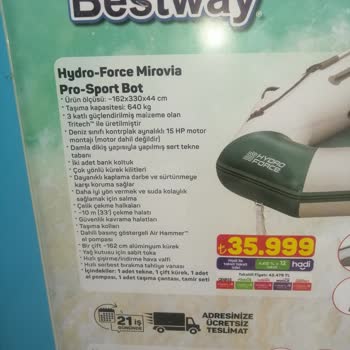 Bestway
Hydro-Force Mirovia
Pro-Sport Bot
• Ürün ölçüsü: ~162x330x44 cm
• Taşıma kapasitesi: 640 kg
• 3 katlı güçlendirilmiş malzeme olan
Tritech™ ile üretilmiştir
• Deniz sınıfı kontrplak aynalıklı 15 HP motor
montajı (motor dahil değildir)
• Damla dikiş yapısıyla yapılmış sert tekne
tabanı
• İki adet bank koltuk
• Çok yönlü kürek kilitleri
• Dayanıklı kaplama darbe ve sürtünmeye
karşı koruma sağlar
• Daha iyi yön vermek ve suda kolaylık
sağlamak için salma
• Çelik çekme halkaları
• ~10 m (33') çekme halatı
• Güvenlik kavrama halatı
• Taşıma kolları
• Dahili basınç göstergeli Air Hammer™
el pompası
• Bir çift ~162 cm alüminyum kürek
• Yağ kutusu için sabit toka
• Hızlı şişirme/indirme hava valfi
• Hızlı serbest bırakma tahliye vanası
• İçindekiler: 1 adet tekne, 1 çift kürek, 1 adet
el pompası, 1 adet taşıma çantası, tamir seti
HYDRO
FORCE
₺35.999
hadi
21 İŞ
GÜNÜNDE
ADRESİNİZE
ÜCRETSİZ
TESLİMAT